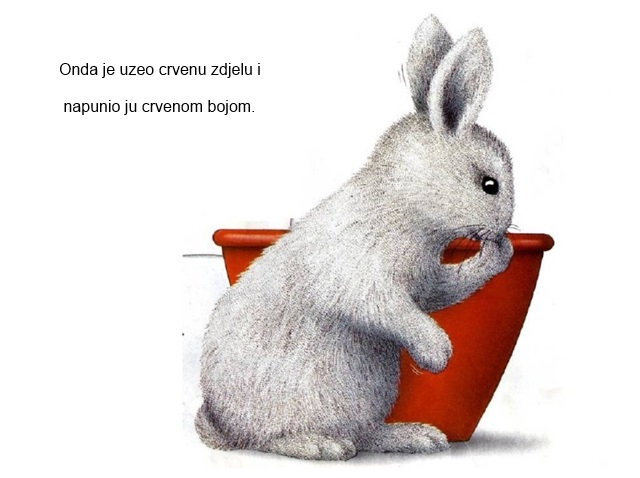 Onda je uzeo crvenu zdjelu i
napunio ju crvenom bojom.